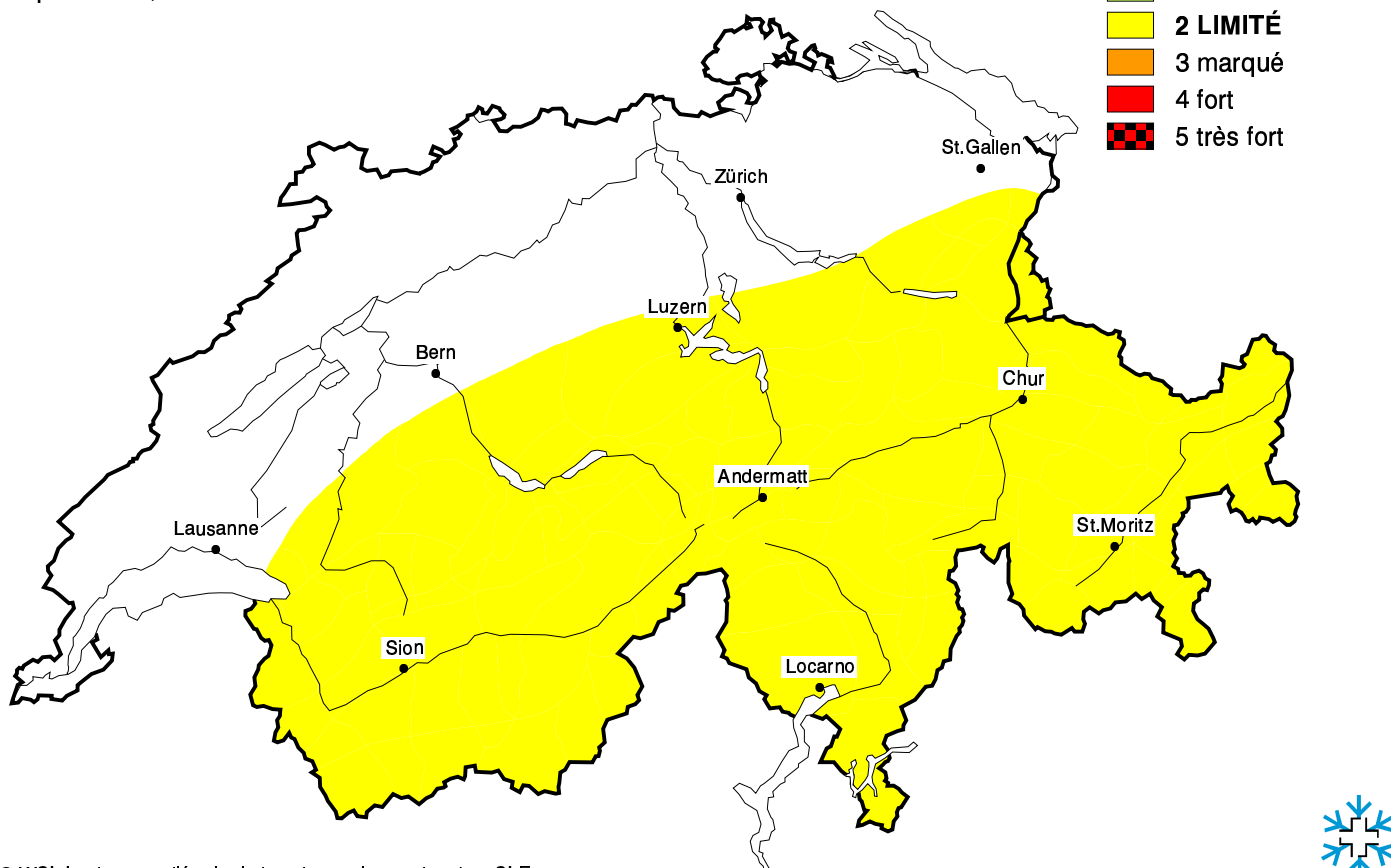 2 LIMITÉ
3 marqué
4 fort
5 très fort
St.Gallen
Zürich
Luzern
Bern
Chur
Andermatt
Lausanne
St.Moritz
Sion
Locarno